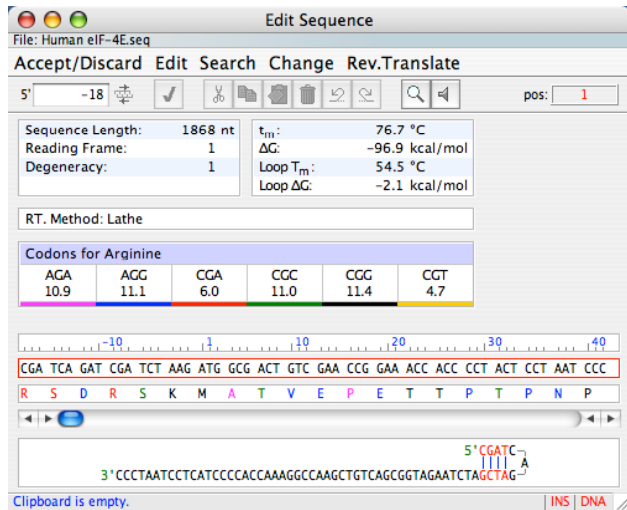 Edit Sequence
File: Human eIF-4E.seq
Accept/Discard Edit Search Change Rev.Translate
5' -18 pos: 1
Sequence Length: 1868 nt
Reading Frame: 1
Degeneracy: 1
tm: 76.7 °C
ΔG: -96.9 kcal/mol
Loop Tm: 54.5 °C
Loop ΔG: -2.1 kcal/mol
RT. Method: Lathe
Codons for Arginine
AGA AGG CGA CGC CGG CGT
10.9 11.1 6.0 11.0 11.4 4.7
-10 1 10 20 30 40
CGA TCA GAT CGA TCT AAG ATG GCG ACT GTC GAA CCG GAA ACC ACC CCT ACT CCT AAT CCC
R S D R S K M A T V E P E T T P T P N P
5'CGATC
A
3'CCCTAATCCTCATCCCCACCAAAGGCCAAGCTGTCAGCGGTAGAATCTAGCTAG
Clipboard is empty. INS DNA